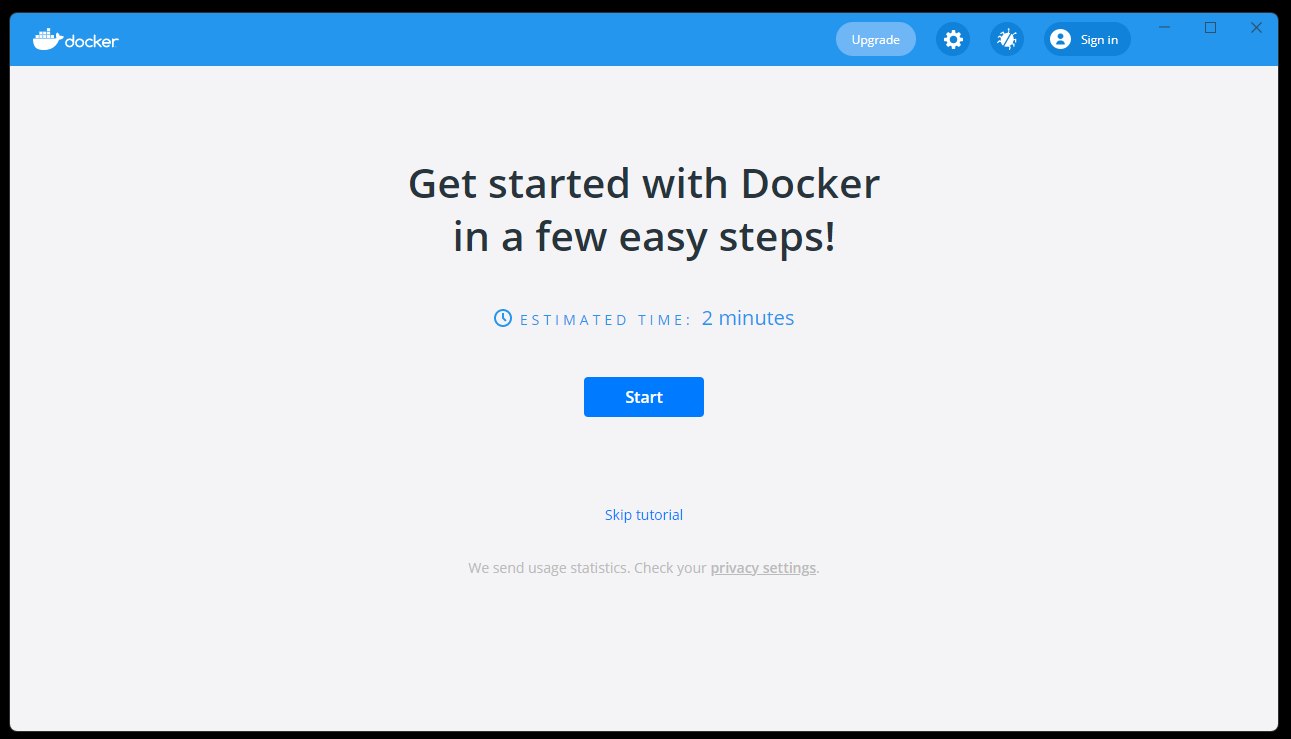 docker
Upgrade
Sign in
Get started with Docker
in a few easy steps!
ESTIMATED TIME: 2 minutes
Start
Skip tutorial
We send usage statistics. Check your privacy settings.